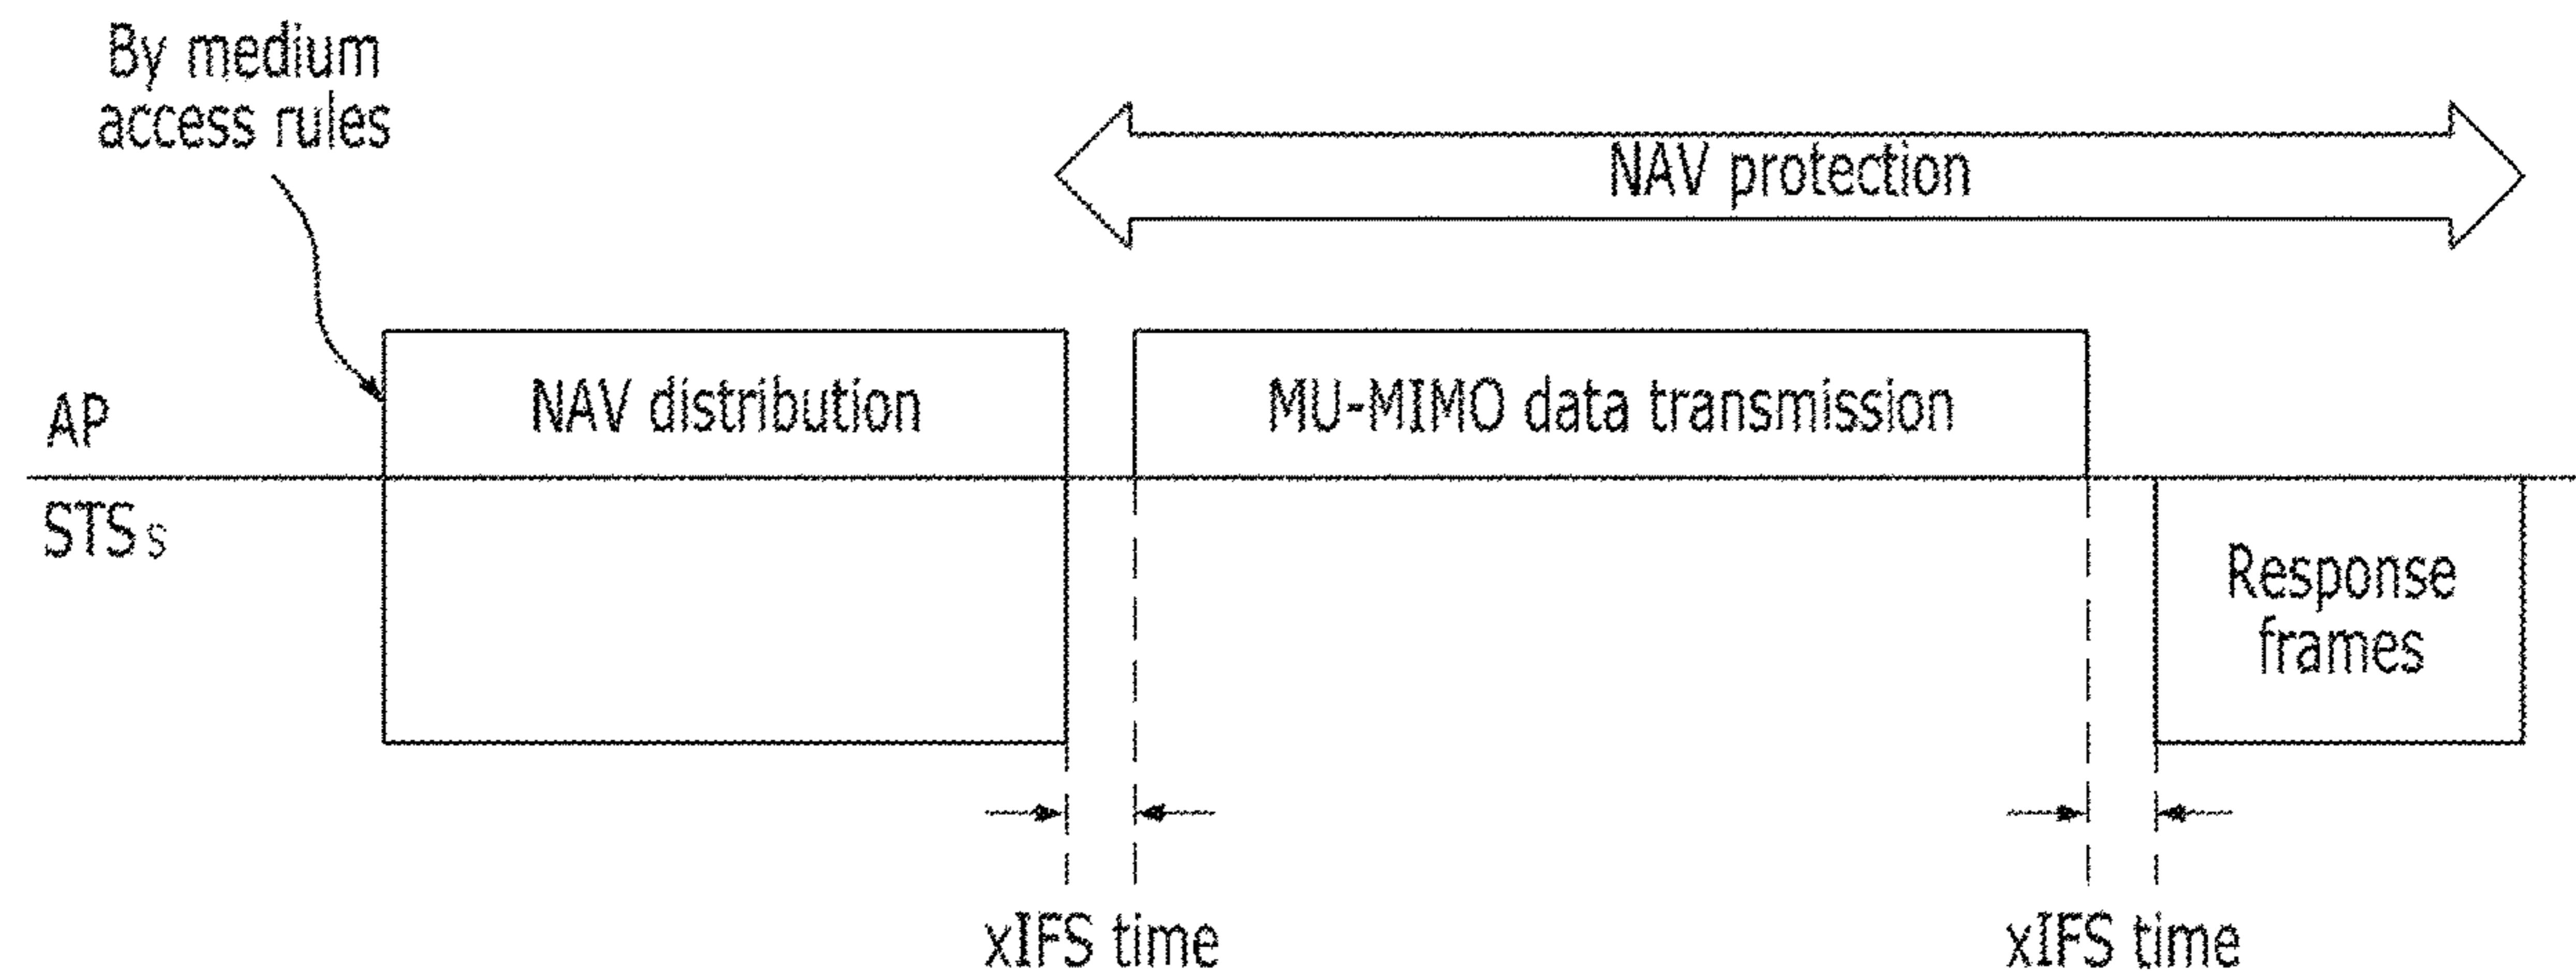 By medium
access rules
NAV protection
AP
NAV distribution
MU-MIMO data transmission
STSs
Response
frames
xIFS time
xIFS time